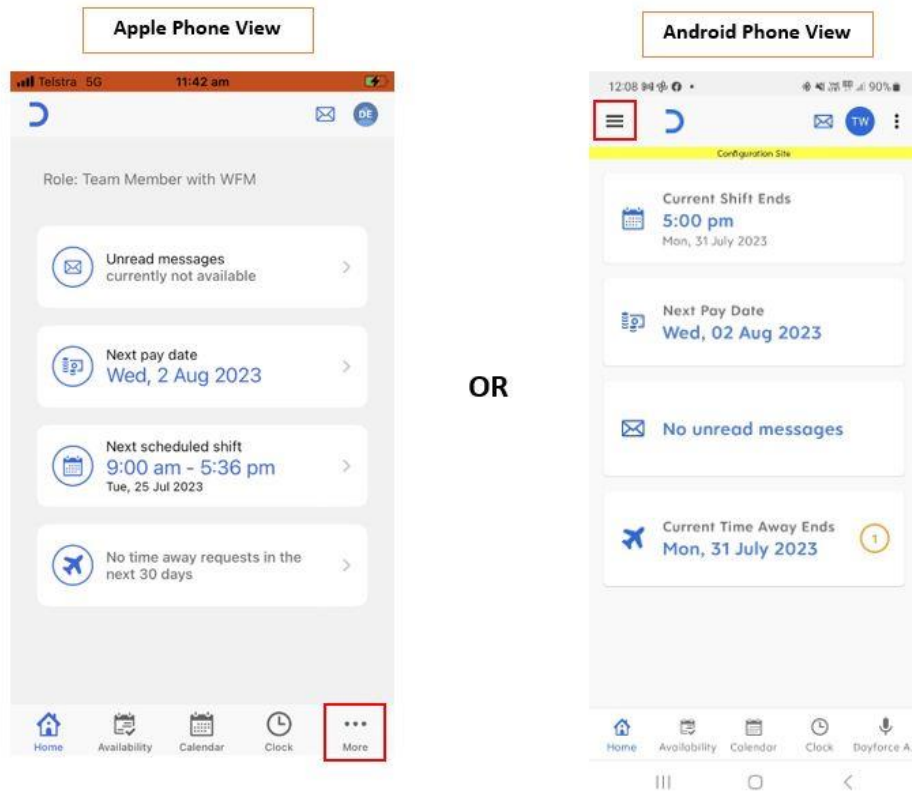 Apple Phone View
Telstra 5G 11:42 am
DE
Role: Team Member with WFM
Unread messages
currently not available
Next pay date
Wed, 2 Aug 2023
Next scheduled shift
9:00 am - 5:36 pm
Tue, 25 Jul 2023
No time away requests in the
next 30 days
Home Availability Calendar Clock More
OR
Android Phone View
12:08 90%
TW
Configuration Site
Current Shift Ends
5:00 pm
Mon, 31 July 2023
Next Pay Date
Wed, 02 Aug 2023
No unread messages
Current Time Away Ends
Mon, 31 July 2023
1
Home Availability Calendar Clock Dayforce A.